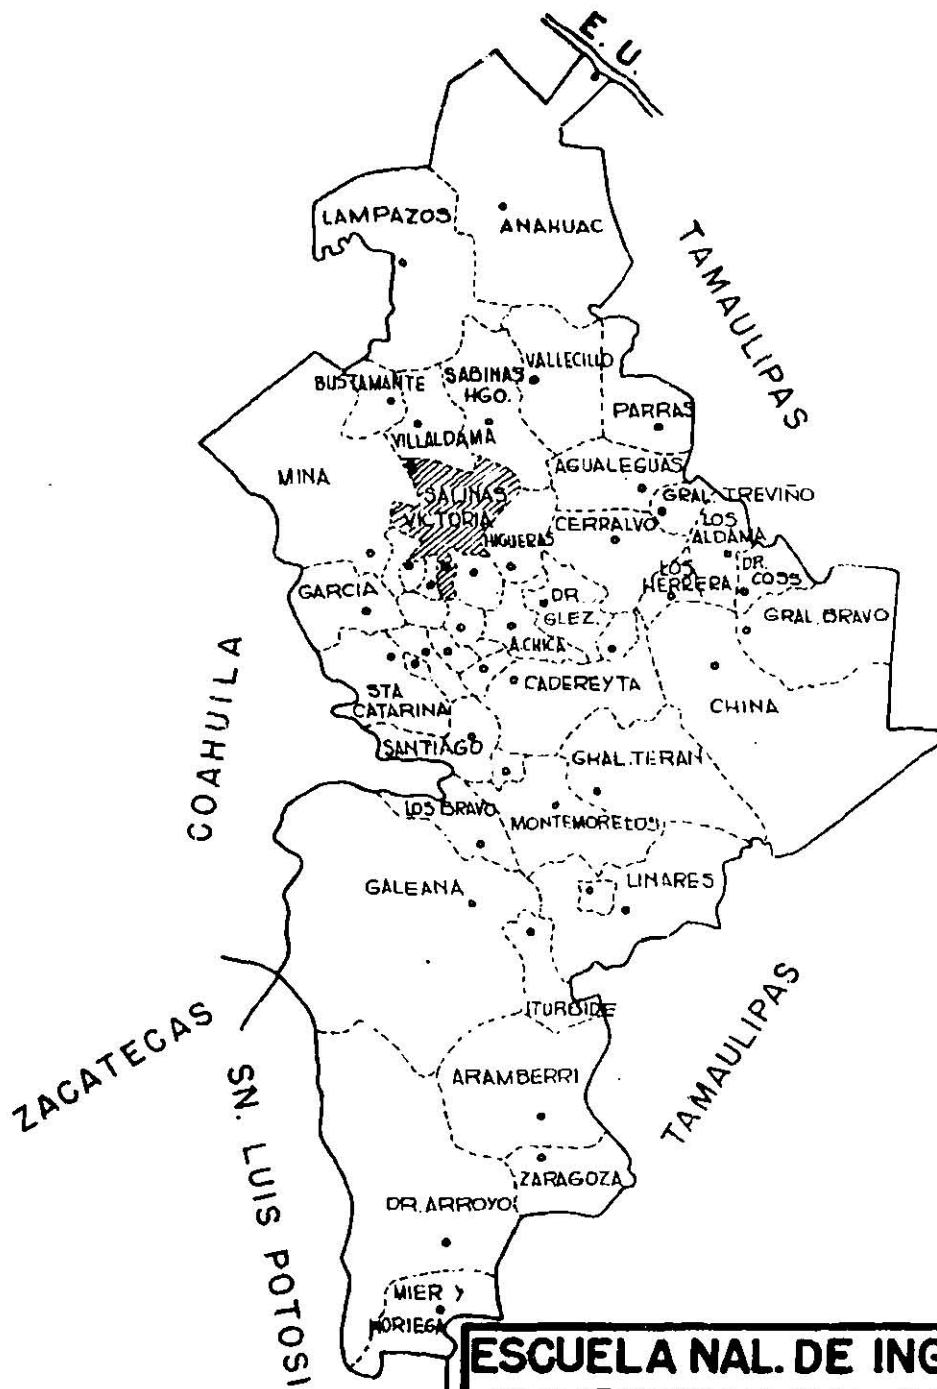 E. U.
LAMPAZOS
ANAHUAC
TAMAULIPAS
BUSTAMANTE
SABINAS
HGO.
VALLECILLO
PARRAS
VILLALDAMA
MINA
AGUALEGUAS
SALINAS
VICTORIA
GRAL. TREVIÑO
HIGUERAS
CERRALVO
LOS
ALDAMA
GARCIA
DR.
GLEZ.
LOS
HERRERA
DR.
COSS
GRAL. BRAVO
A. CHICA
COAHUILA
STA
CATARINA
CADEREYTA
CHINA
SANTIAGO
GRAL. TERAN
LOS BRAVO
MONTEMORELOS
GALEANA
LINARES
ZACATECAS
ITURBIDE
TAMAULIPAS
ARAMBERRI
SN. LUIS POTOSI
ZARAGOZA
DR. ARROYO
MIER Y
NORIEGA
ESCUELA NAL. DE ING